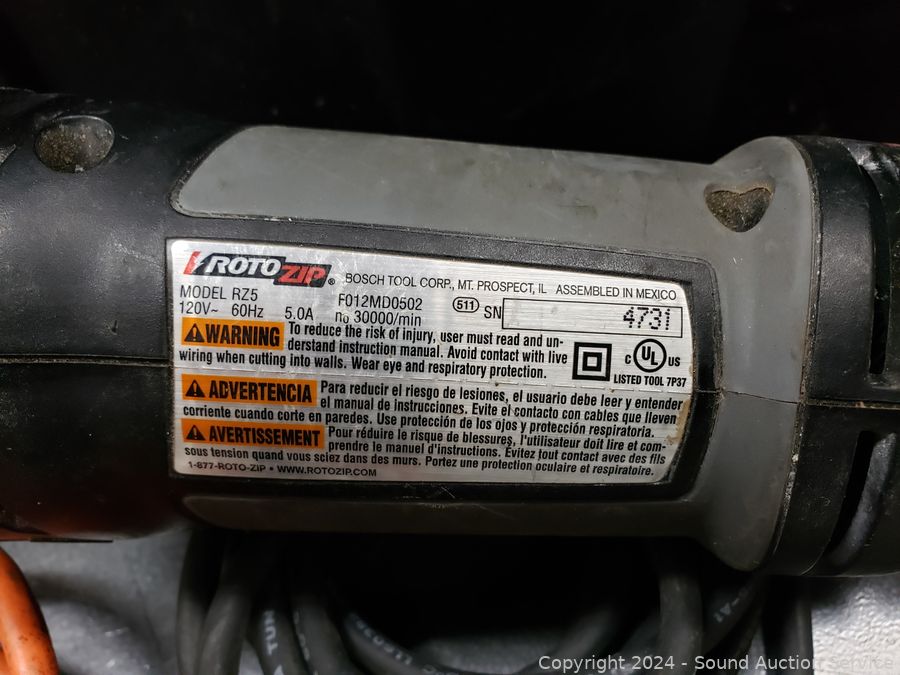 ROTOZIP® BOSCH TOOL CORP., MT. PROSPECT, IL ASSEMBLED IN MEXICO
MODEL RZ5 F012MD0502 511 SN 4731
120V~ 60Hz 5.0A n₀ 30000/min
WARNING To reduce the risk of injury, user must read and un-
derstand instruction manual. Avoid contact with live
wiring when cutting into walls. Wear eye and respiratory protection.
C UL US
LISTED TOOL 7P37
ADVERTENCIA Para reducir el riesgo de lesiones, el usuario debe leer y entender
el manual de instrucciones. Evite el contacto con cables que lleven
corriente cuando corte en paredes. Use protección de los ojos y protección respiratoria.
AVERTISSEMENT Pour réduire le risque de blessures, l'utilisateur doit lire et com-
prendre le manuel d'instructions. Évitez tout contact avec des fils
sous tension quand vous sciez dans des murs. Portez une protection oculaire et respiratoire.
1-877-ROTO-ZIP • WWW.ROTOZIP.COM
Copyright © 2024 - Sound Auction Service